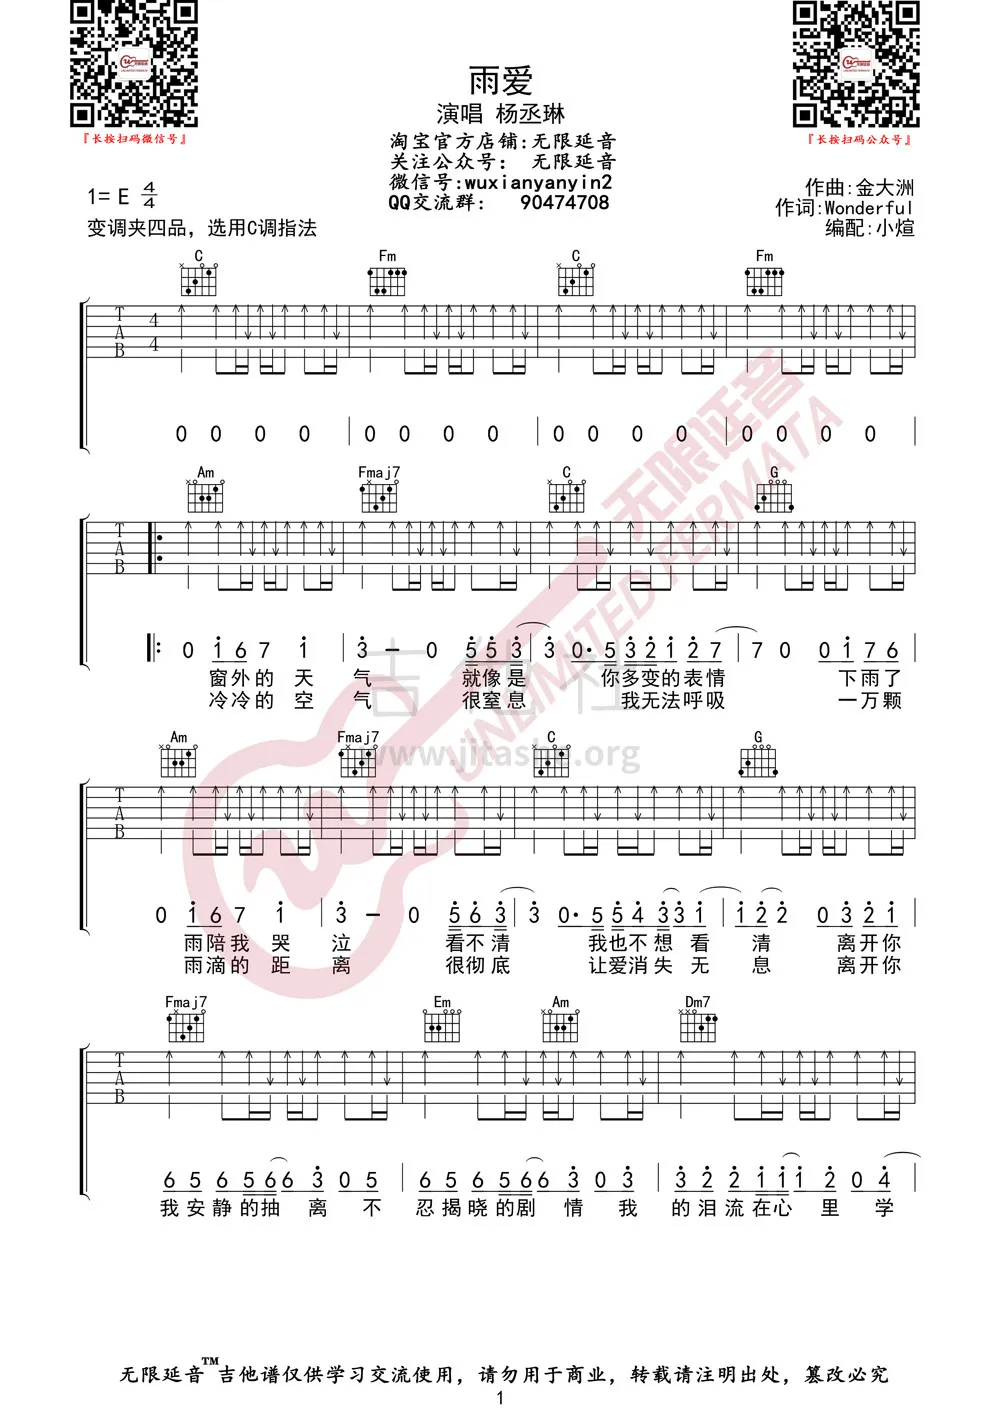 『长按扫码微信号』
『长按扫码公众号』
雨爱
演唱 杨丞琳
淘宝官方店铺:无限延音
关注公众号: 无限延音
微信号:wuxianyanyin2
QQ交流群: 90474708
1= E 4/4
变调夹四品，选用C调指法
作曲:金大洲
作词:Wonderful
编配:小煊
C Fm C Fm
T A B 4 4
0 0 0 0 | 0 0 0 0 | 0 0 0 0 | 0 0 0 0
Am Fmaj7 C G
T A B
0 1 6 7 1 | 3 – 0 5 5 3 | 3 0· 5 3 2 1 2 7 | 7 0 0 1 7 6
窗外的 天 气 就像是 你多变的表情 下雨了
冷冷的 空 气 很窒息 我无法呼吸 一万颗
无限延音
UNLIMITED FERMATA
吉他社
www.jitashe.org
Am Fmaj7 C G
T A B
0 1 6 7 1 | 3 – 0 5 6 3 | 3 0· 5 5 4 3 3 3 1 | 1 2 2 0 3 2 1
雨陪我 哭 泣 看不清 我也不想看 清 离开你
雨滴的 距 离 很彻底 让爱消失无 息 离开你
Fmaj7 Em Am Dm7
T A B
6 5 6 5 6 6 3 0 5 | 6 6 6 5 6 6 3 0 3 | 3 2 2 1 1 1 2 0 4
我安静的抽 离 不 忍揭晓的剧 情 我 的泪流在心 里 学
无限延音™吉他谱仅供学习交流使用，请勿用于商业，转载请注明出处，篡改必究
1